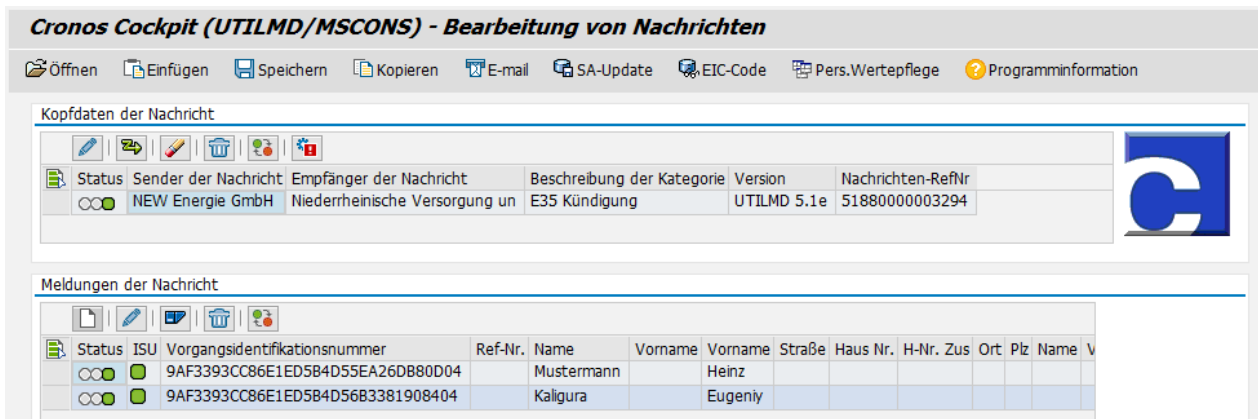 Cronos Cockpit (UTILMD/MSCONS) - Bearbeitung von Nachrichten
Öffnen Einfügen Speichern Kopieren E-mail SA-Update EIC-Code Pers.Wertepflege Programminformation
Kopfdaten der Nachricht
Status Sender der Nachricht Empfänger der Nachricht Beschreibung der Kategorie Version Nachrichten-RefNr
NEW Energie GmbH Niederrheinische Versorgung un E35 Kündigung UTILMD 5.1e 51880000003294
Meldungen der Nachricht
Status ISU Vorgangsidentifikationsnummer Ref-Nr. Name Vorname Vorname Straße Haus Nr. H-Nr. Zus Ort Plz Name V
9AF3393CC86E1ED5B4D55EA26DB80D04 Mustermann Heinz
9AF3393CC86E1ED5B4D56B3381908404 Kaligura Eugeniy